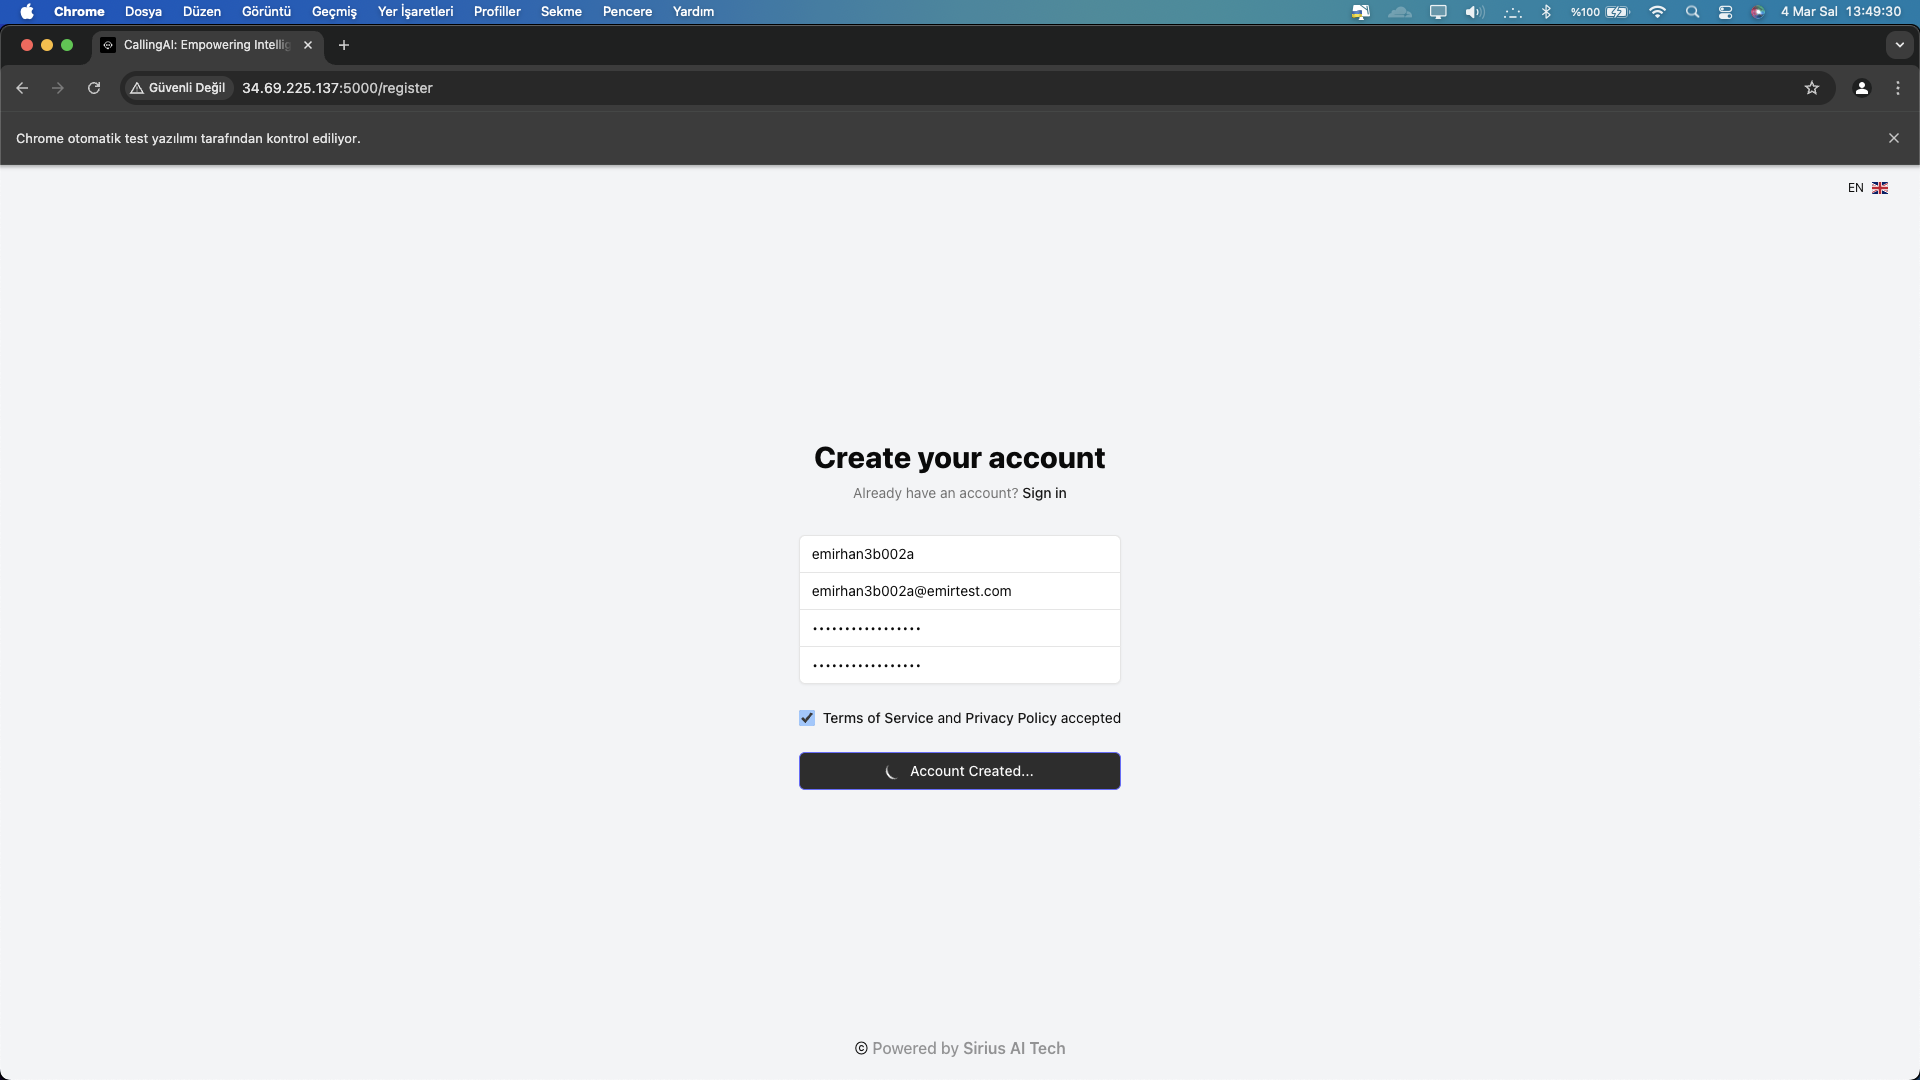 Chrome Dosya Düzen Görüntü Geçmiş Yer İşaretleri Profiller Sekme Pencere Yardım %100 4 Mar Sal 13:49:30
CallingAI: Empowering Intellig
Güvenli Değil 34.69.225.137:5000/register
Chrome otomatik test yazılımı tarafından kontrol ediliyor.
EN
Create your account
Already have an account? Sign in
emirhan3b002a
emirhan3b002a@emirtest.com
•••••••••••••••••
•••••••••••••••••
Terms of Service and Privacy Policy accepted
Account Created...
© Powered by Sirius AI Tech